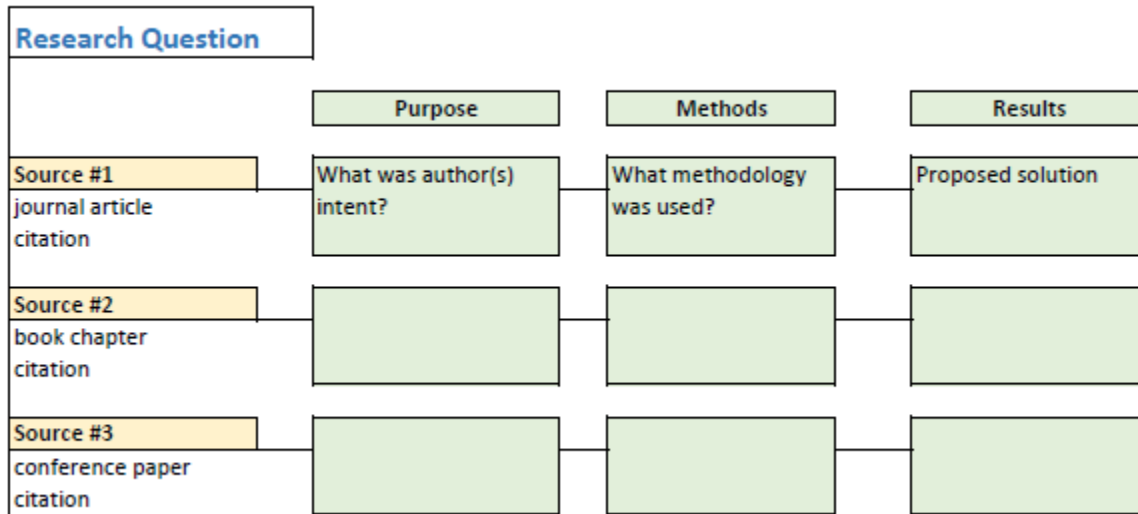 Research Question
Purpose
Methods
Results
Source #1
journal article
citation
What was author(s)
intent?
What methodology
was used?
Proposed solution
Source #2
book chapter
citation
Source #3
conference paper
citation